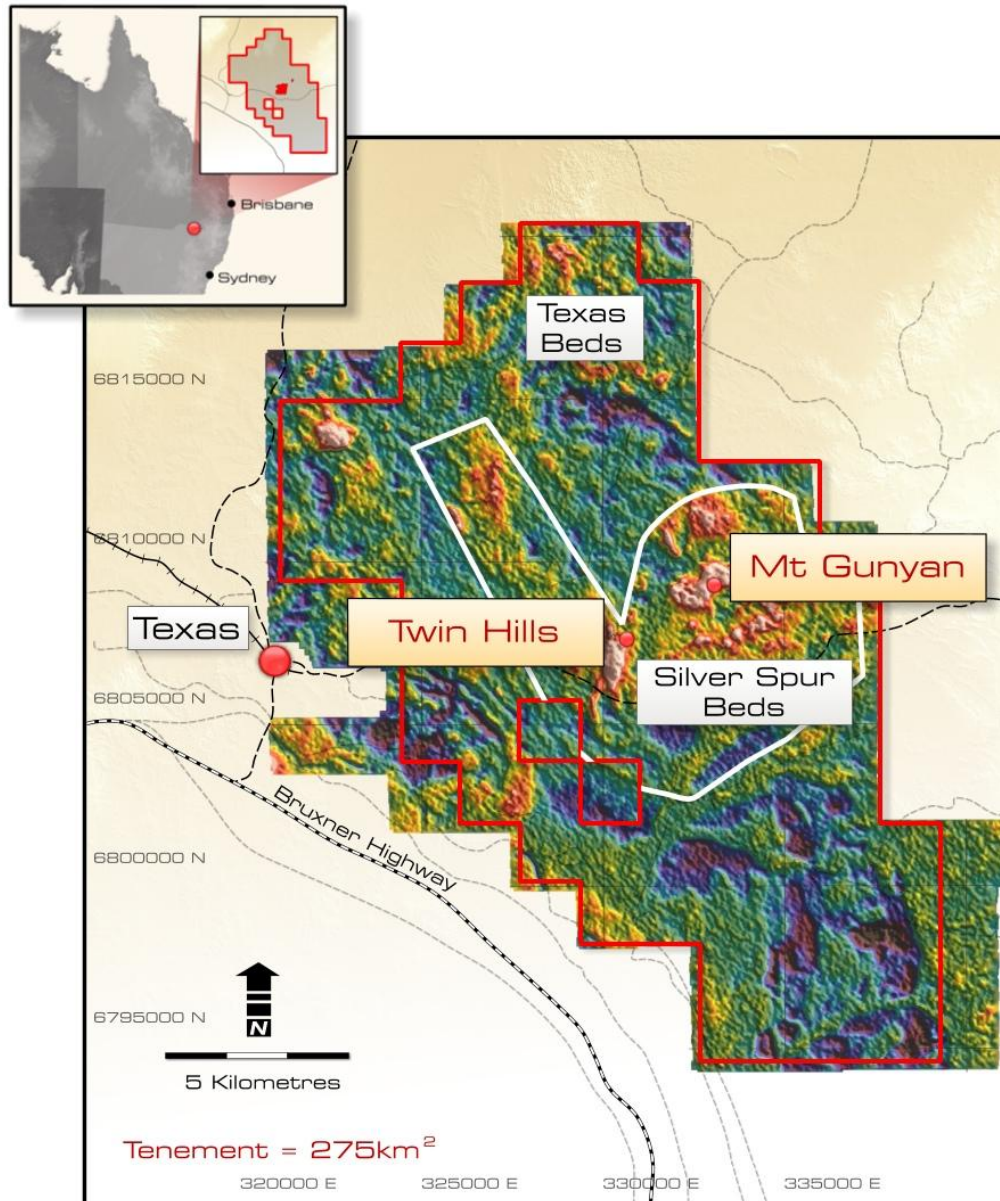 Brisbane
Sydney
Texas
Beds
6815000 N
6810000 N
Mt Gunyan
Texas
Twin Hills
Silver Spur
Beds
6805000 N
Bruxner Highway
6800000 N
6795000 N
N
5 Kilometres
Tenement = 275km²
320000 E
325000 E
330000 E
335000 E